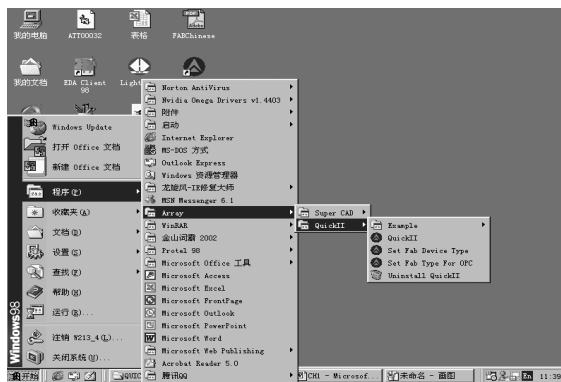 我的电脑
ATT00032
表格
FABChinese
我的文档
EDA Client
98
Light
Windows Update
打开 Office 文档
新建 Office 文档
程序(P)
收藏夹(A)
文档(D)
设置(S)
查找(F)
帮助(H)
运行(R)...
注销 W213_4(L)...
关闭系统(U)...
Windows98
Norton AntiVirus
Nvidia Omega Drivers v1.4403
附件
启动
Internet Explorer
MS-DOS 方式
Outlook Express
Windows 资源管理器
龙旋风-IE修复大师
MSN Messenger 6.1
Array
WinRAR
金山词霸 2002
Protel 98
Microsoft Office 工具
Microsoft Access
Microsoft Excel
Microsoft FrontPage
Microsoft Outlook
Microsoft PowerPoint
Microsoft Word
Microsoft Web Publishing
Acrobat Reader 5.0
腾讯QQ
Super CAD
QuickII
Example
QuickII
Set Fab Device Type
Set Fab Type For OPC
Uninstall QuickII
开始
QUIC
CH1 - Microsof...
未命名 - 画图
En
11:39